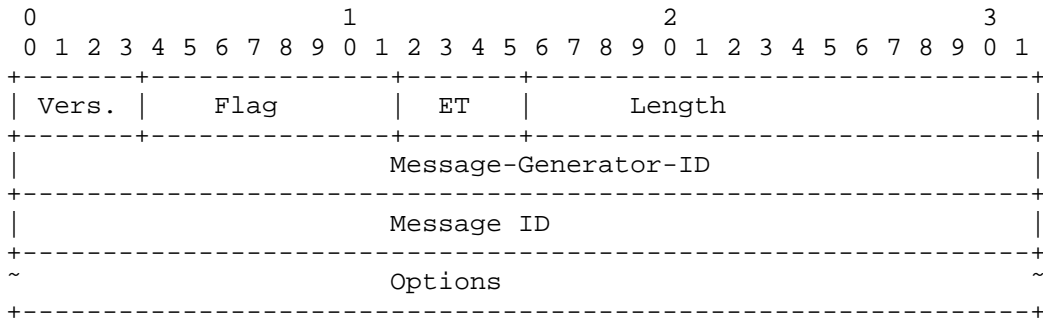 0                   1                   2                   3
0 1 2 3 4 5 6 7 8 9 0 1 2 3 4 5 6 7 8 9 0 1 2 3 4 5 6 7 8 9 0 1
+-------+---------------+-------+-------------------------------+
| Vers. |    Flag       |  ET   |      Length                   |
+-------+---------------+-------+-------------------------------+
|                       Message-Generator-ID                    |
+---------------------------------------------------------------+
|                       Message ID                              |
+---------------------------------------------------------------+
~                       Options                                 ~
+---------------------------------------------------------------+